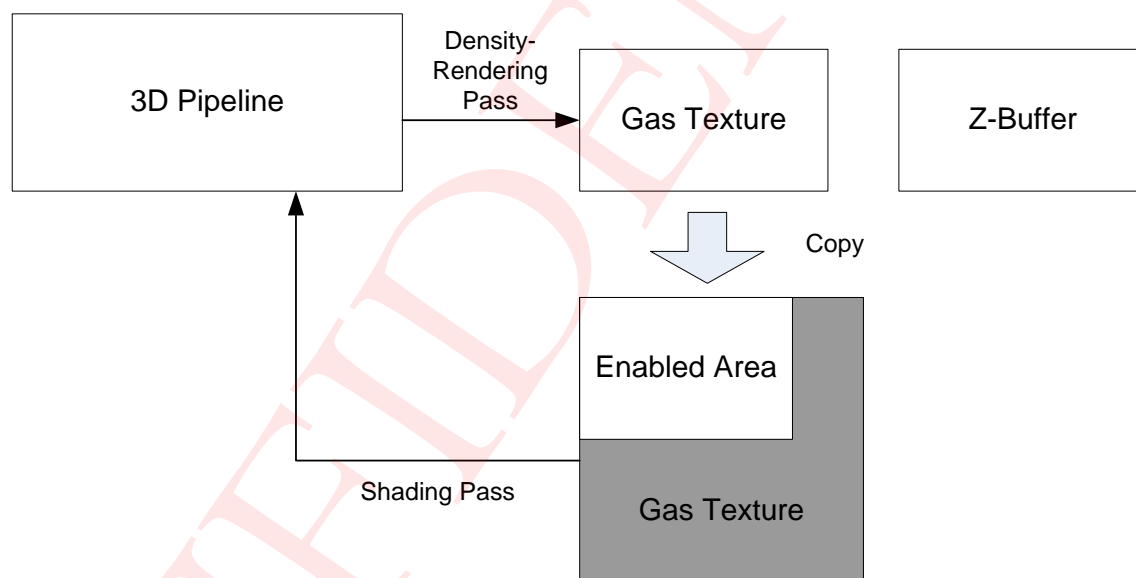 3D Pipeline
Density-
Rendering
Pass
Gas Texture
Z-Buffer
Copy
Enabled Area
Shading Pass
Gas Texture